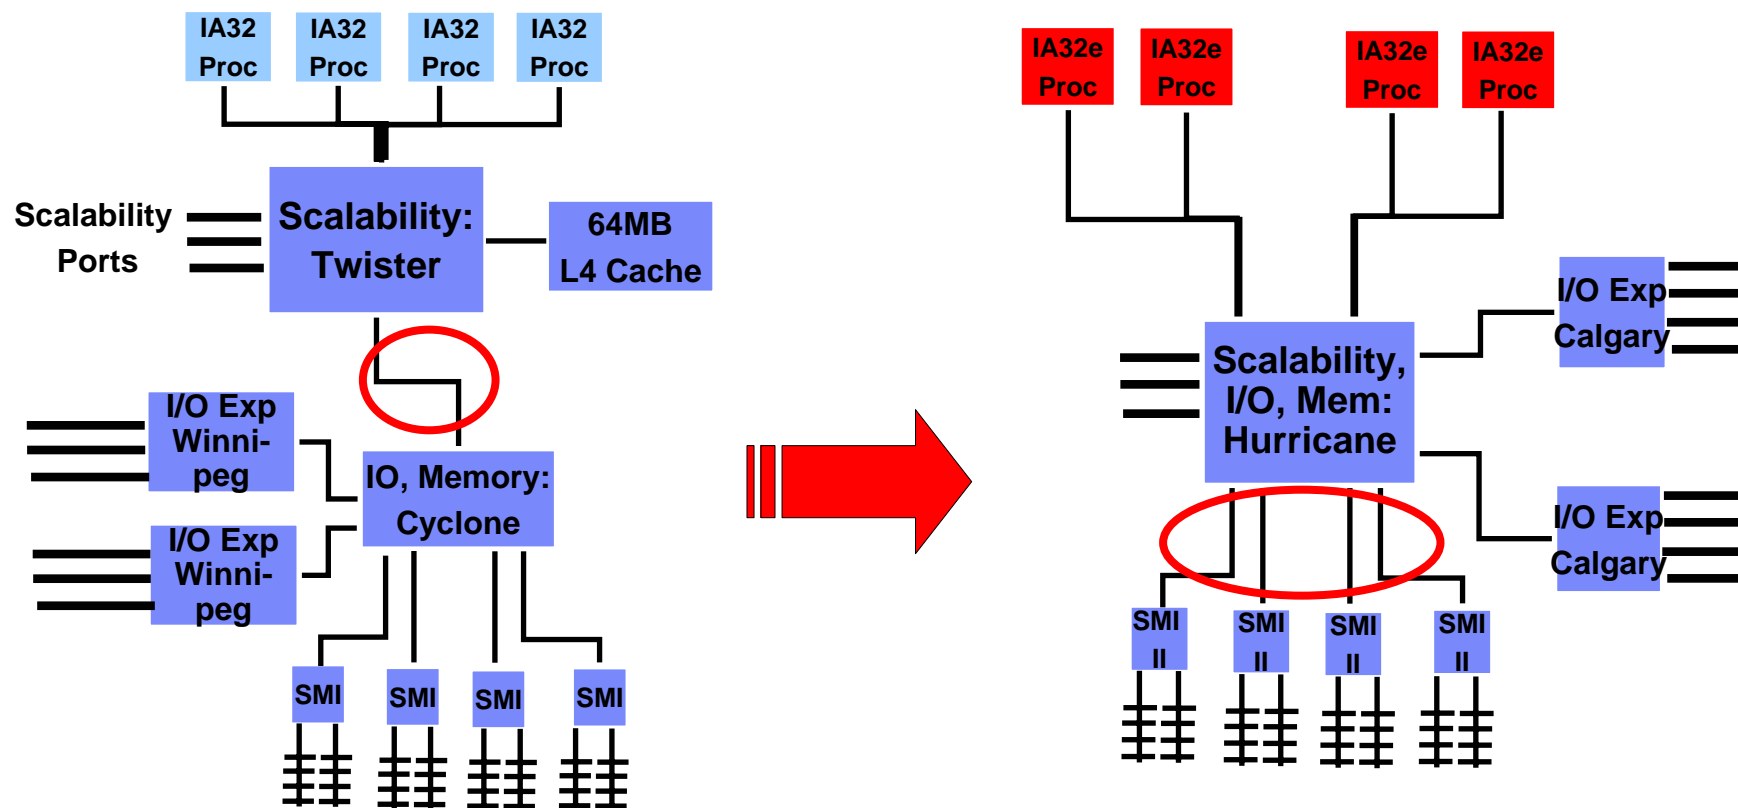 IA32
Proc
IA32
Proc
IA32
Proc
IA32
Proc
Scalability
Ports
Scalability:
Twister
64MB
L4 Cache
I/O Exp
Winni-
peg
I/O Exp
Winni-
peg
IO, Memory:
Cyclone
SMI
SMI
SMI
SMI
IA32e
Proc
IA32e
Proc
IA32e
Proc
IA32e
Proc
Scalability,
I/O, Mem:
Hurricane
I/O Exp
Calgary
I/O Exp
Calgary
SMI
II
SMI
II
SMI
II
SMI
II